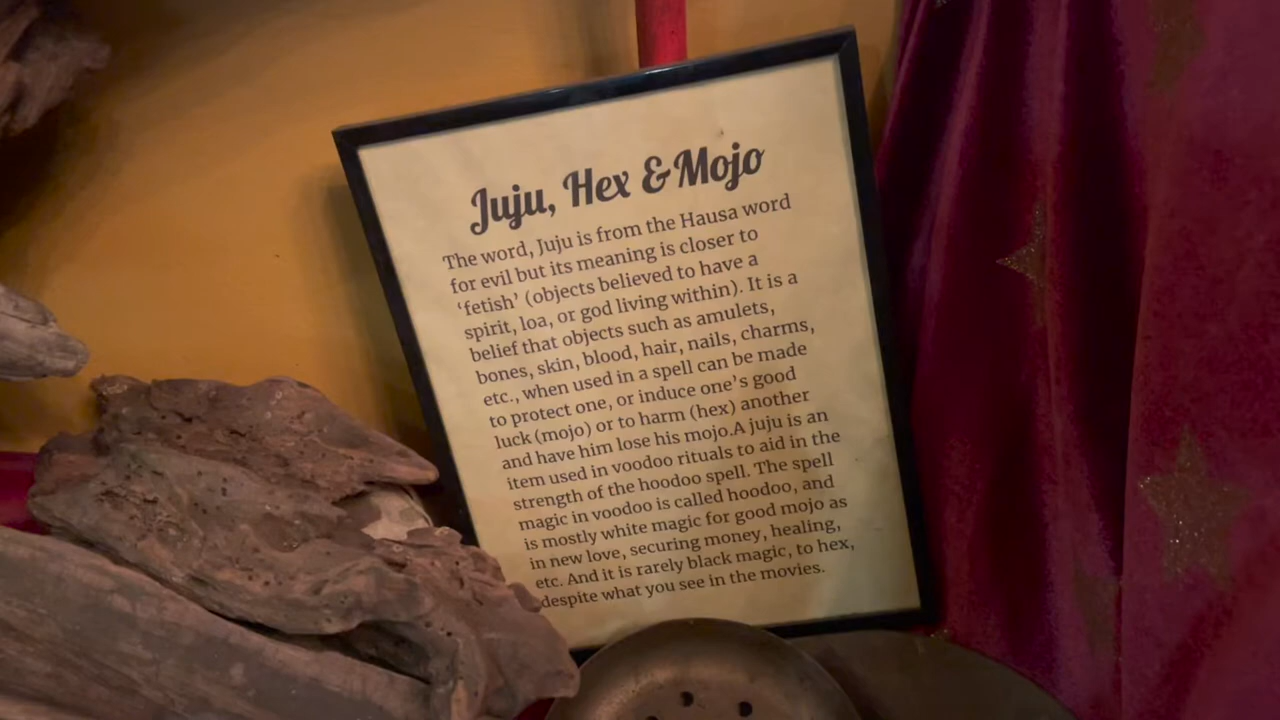 Juju, Hex & Mojo
The word, Juju is from the Hausa word
for evil but its meaning is closer to
‘fetish’ (objects believed to have a
spirit, loa, or god living within). It is a
belief that objects such as amulets,
bones, skin, blood, hair, nails, charms,
etc., when used in a spell can be made
to protect one, or induce one’s good
luck (mojo) or to harm (hex) another
and have him lose his mojo.A juju is an
item used in voodoo rituals to aid in the
strength of the hoodoo spell. The spell
magic in voodoo is called hoodoo, and
is mostly white magic for good mojo as
in new love, securing money, healing,
etc. And it is rarely black magic, to hex,
despite what you see in the movies.